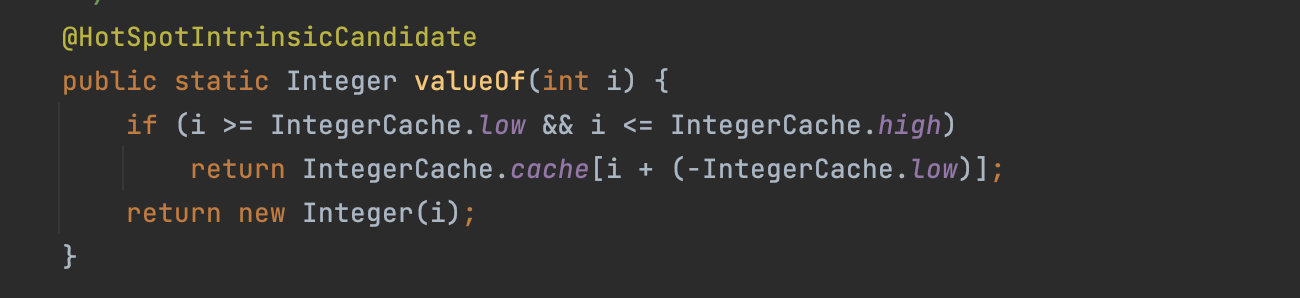 @HotSpotIntrinsicCandidate
public static Integer valueOf(int i) {
    if (i >= IntegerCache.low && i <= IntegerCache.high)
        return IntegerCache.cache[i + (-IntegerCache.low)];
    return new Integer(i);
}